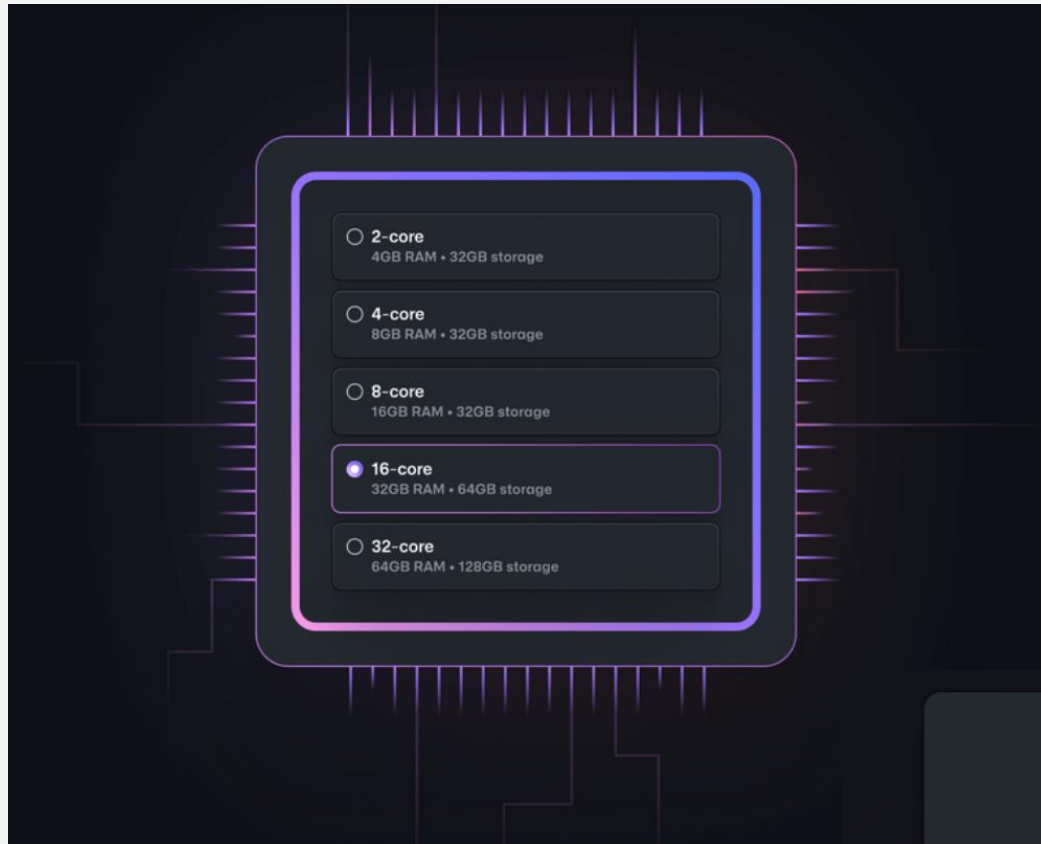 2-core
4GB RAM • 32GB storage
4-core
8GB RAM • 32GB storage
8-core
16GB RAM • 32GB storage
16-core
32GB RAM • 64GB storage
32-core
64GB RAM • 128GB storage